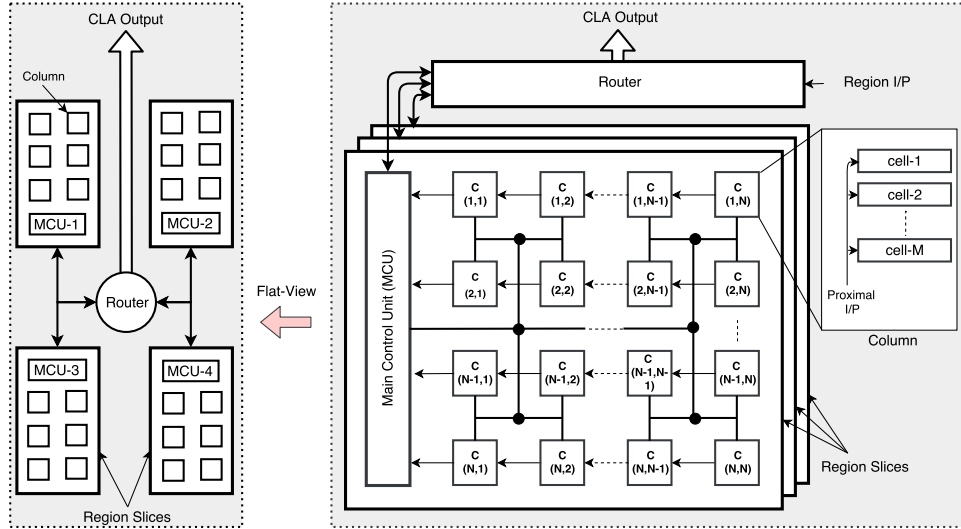 CLA Output
Column
MCU-1
MCU-2
Router
MCU-3
MCU-4
Region Slices
Flat-View
CLA Output
Router
Region I/P
Main Control Unit (MCU)
C
(1,1)
C
(1,2)
C
(1,N-1)
C
(1,N)
C
(2,1)
C
(2,2)
C
(2,N-1)
C
(2,N)
C
(N-1,1)
C
(N-1,2)
C
(N-1,N-
1)
C
(N-1,N)
C
(N,1)
C
(N,2)
C
(N,N-1)
C
(N,N)
cell-1
cell-2
cell-M
Proximal
I/P
Column
Region Slices